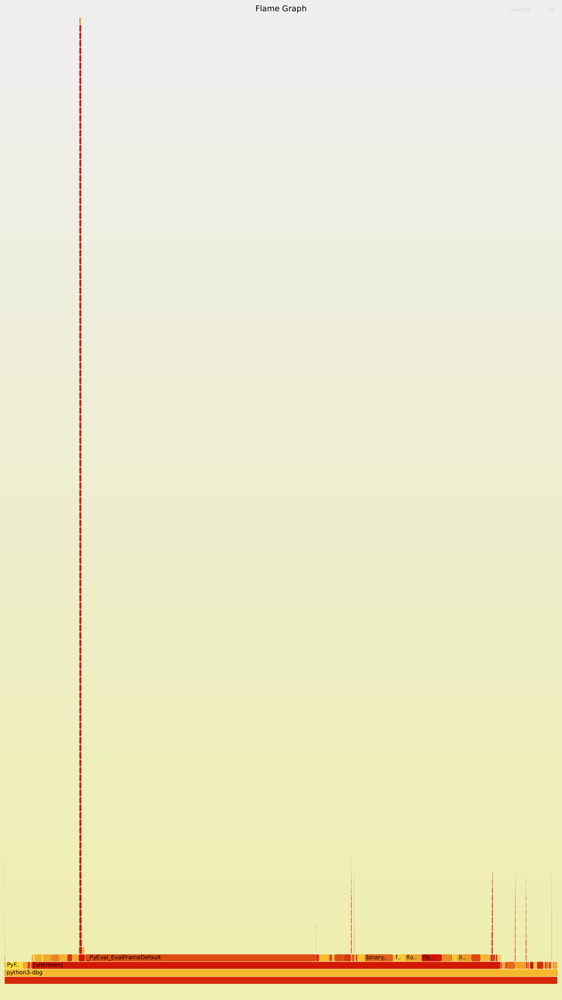 Flame Graph
Search ic
_PyEval_EvalFrameDefault binary.. f.. flo.. flo.. li..
PyF.. [unknown]
python3-dbg